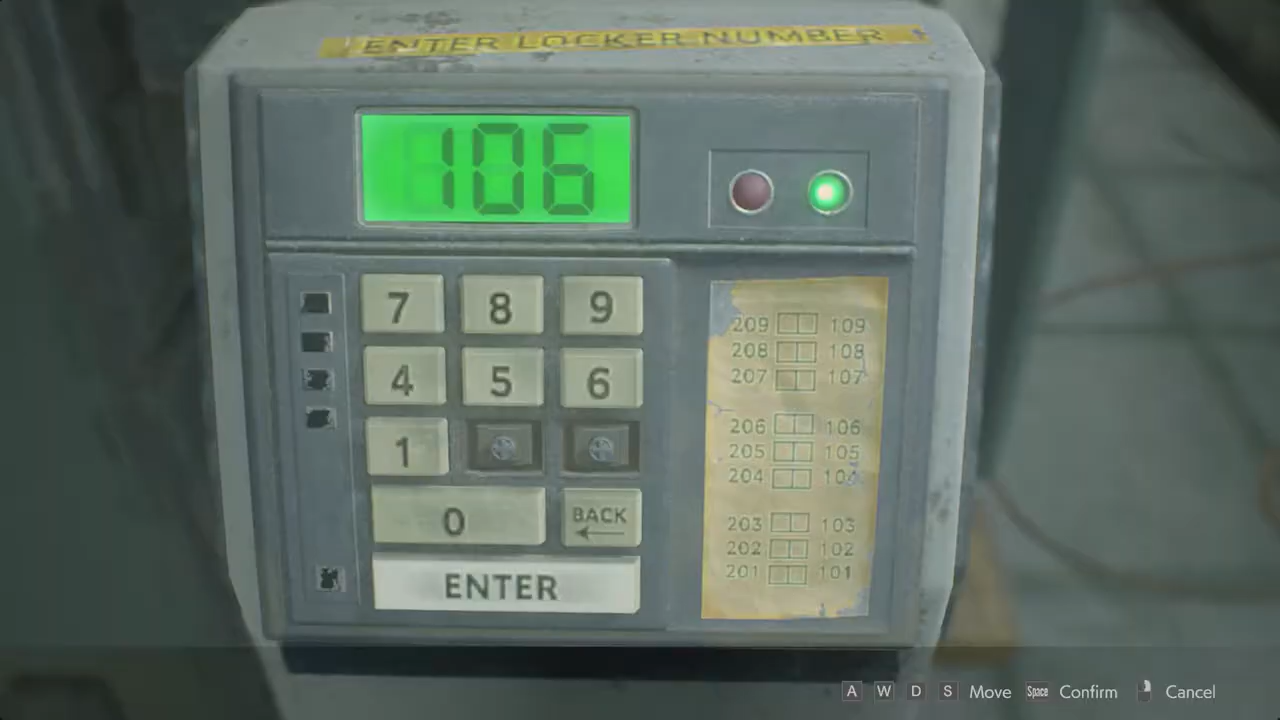 ENTER LOCKER NUMBER
106
7 8 9
4 5 6
1
0 BACK
ENTER
209 109
208 108
207 107
206 106
205 105
204 104
203 103
202 102
201 101
A W D S Move Space Confirm Cancel